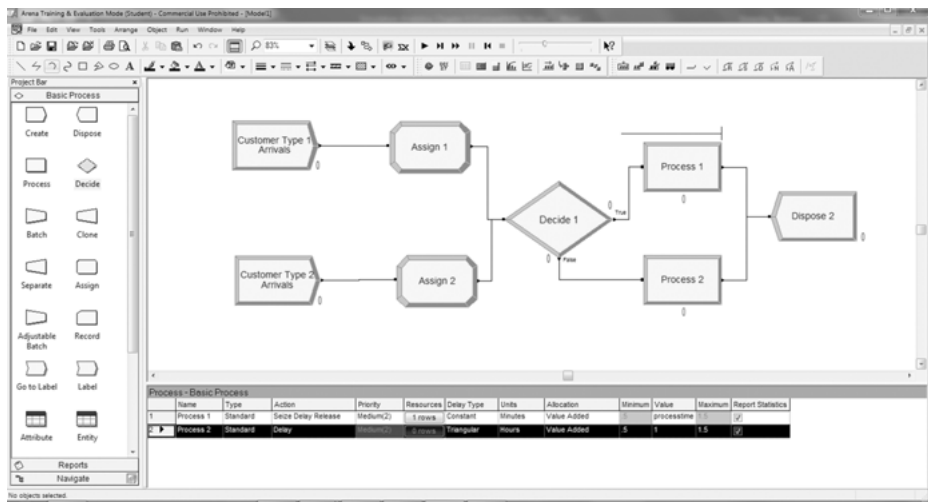 Arena Training & Evaluation Mode (Student) - Commercial Use Prohibited - [Model1]
File Edit View Tools Arrange Object Run Window Help
83%
Project Bar
Basic Process
Create Dispose
Process Decide
Batch Clone
Separate Assign
Adjustable Batch Record
Go to Label Label
Attribute Entity
Reports
Navigate
Customer Type 1
Arrivals
0
Assign 1
Customer Type 2
Arrivals
0
Assign 2
Decide 1
0
True
0
False
Process 1
0
Process 2
0
Dispose 2
0
Process - Basic Process
Name Type Action Priority Resources Delay Type Units Allocation Minimum Value Maximum Report Statistics
1 Process 1 Standard Seize Delay Release Medium(2) 1 rows Constant Minutes Value Added .5 processtime 1.5
2 Process 2 Standard Delay Medium(2) 0 rows Triangular Hours Value Added .5 1 1.5
No objects selected.